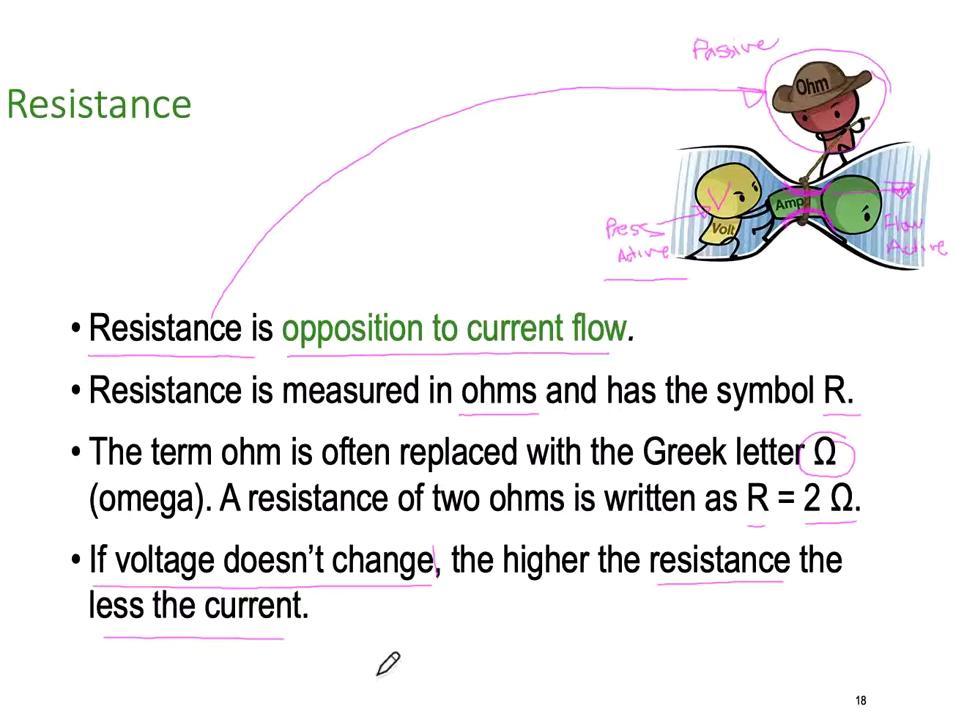 Passive
Ohm
Resistance
Amp
V
Volt
Press
Active
Flow
Active
• Resistance is opposition to current flow.
• Resistance is measured in ohms and has the symbol R.
• The term ohm is often replaced with the Greek letter Ω
(omega). A resistance of two ohms is written as R = 2 Ω.
• If voltage doesn’t change, the higher the resistance the
less the current.
18